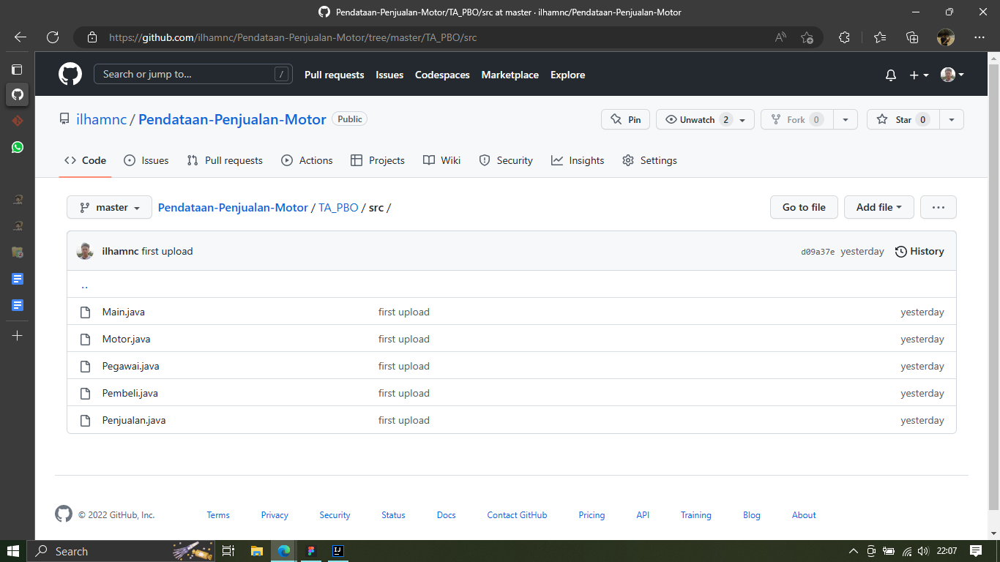 Pendataan-Penjualan-Motor/TA_PBO/src at master · ilhamnc/Pendataan-Penjualan-Motor
https://github.com/ilhamnc/Pendataan-Penjualan-Motor/tree/master/TA_PBO/src
Search or jump to... / Pull requests Issues Codespaces Marketplace Explore
ilhamnc / Pendataan-Penjualan-Motor Public Pin Unwatch 2 Fork 0 Star 0
Code Issues Pull requests Actions Projects Wiki Security Insights Settings
master Pendataan-Penjualan-Motor / TA_PBO / src / Go to file Add file ...
ilhamnc first upload d09a37e yesterday History
..
Main.java first upload yesterday
Motor.java first upload yesterday
Pegawai.java first upload yesterday
Pembeli.java first upload yesterday
Penjualan.java first upload yesterday
© 2022 GitHub, Inc. Terms Privacy Security Status Docs Contact GitHub Pricing API Training Blog About
Search IJ 22:07